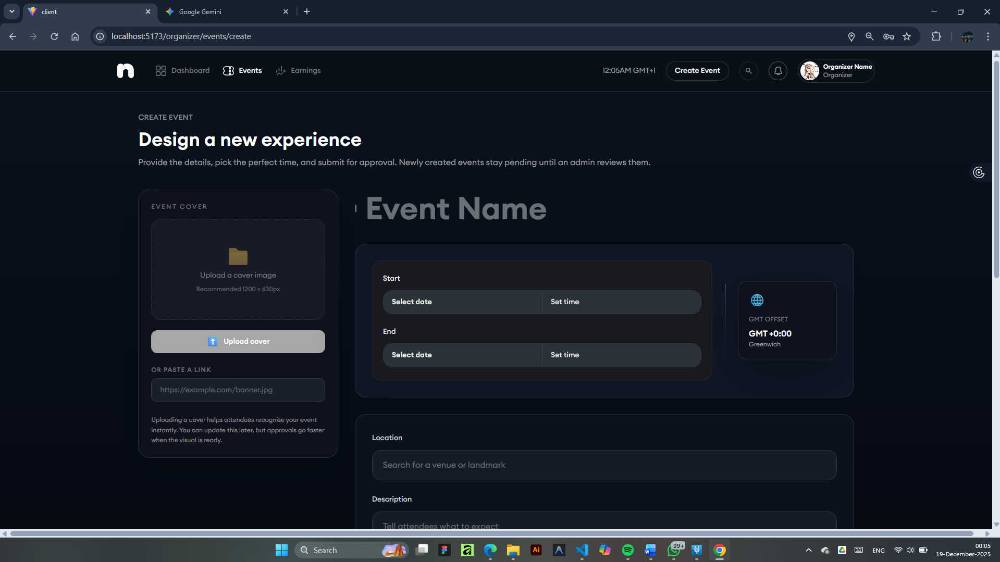 client
Google Gemini
localhost:5173/organizer/events/create
n
Dashboard
Events
Earnings
12:05AM GMT+1
Create Event
Organizer Name
Organizer
CREATE EVENT
Design a new experience
Provide the details, pick the perfect time, and submit for approval. Newly created events stay pending until an admin reviews them.
EVENT COVER
Upload a cover image
Recommended 1200 × 630px
Upload cover
OR PASTE A LINK
https://example.com/banner.jpg
Uploading a cover helps attendees recognise your event
instantly. You can update this later, but approvals go faster
when the visual is ready.
Event Name
Start
Select date
Set time
End
Select date
Set time
GMT OFFSET
GMT +0:00
Greenwich
Location
Search for a venue or landmark
Description
Tell attendees what to expect
Search
Ai
W
99+
ENG
00:05
19-December-2025